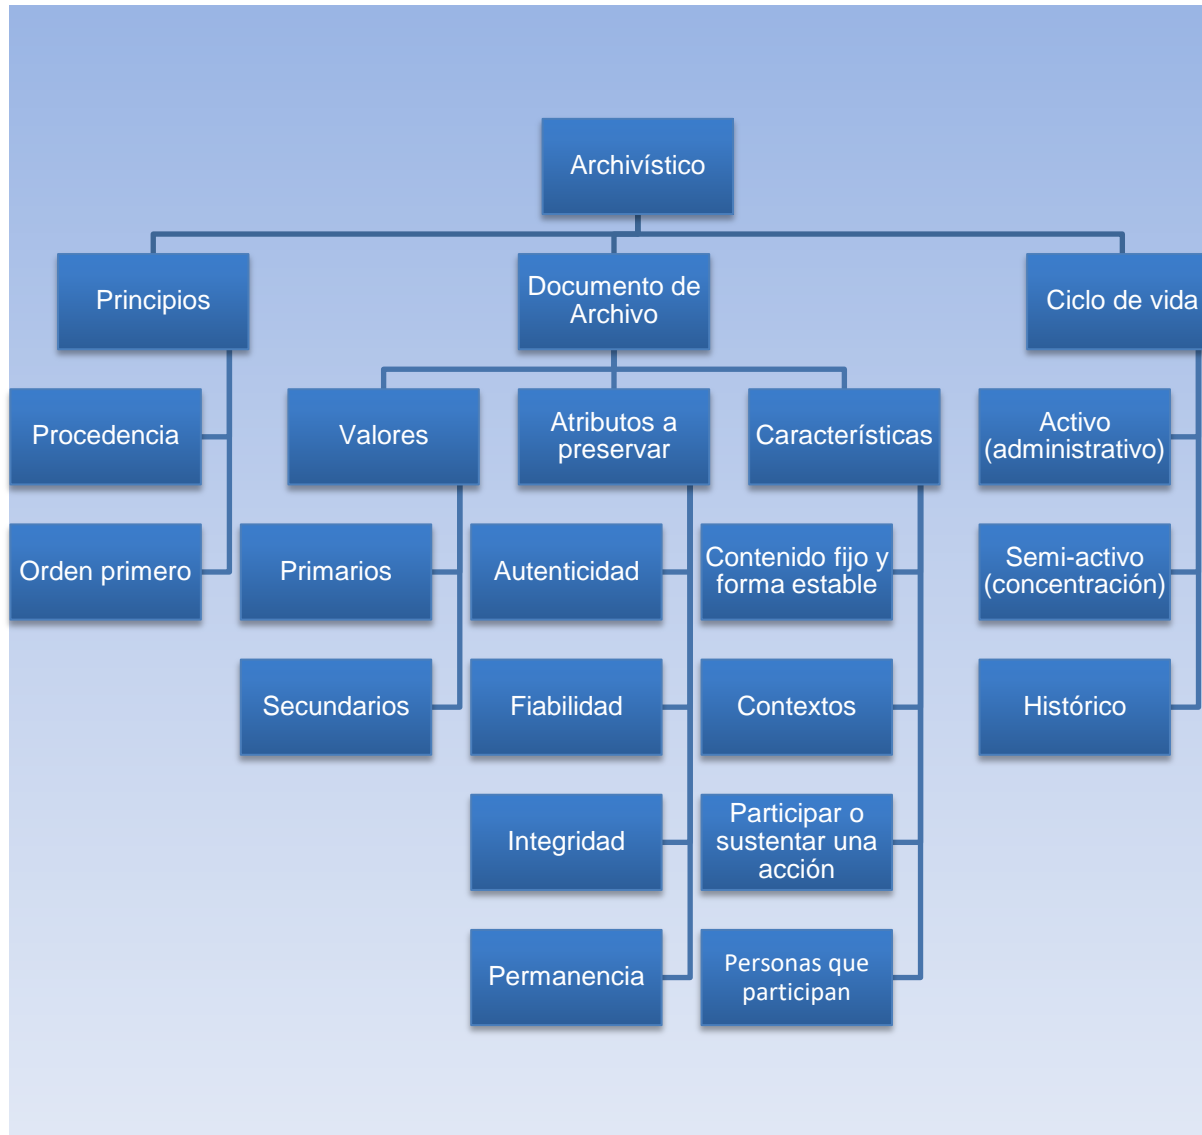 Archivístico
Principios
Documento de
Archivo
Ciclo de vida
Procedencia
Valores
Atributos a
preservar
Características
Activo
(administrativo)
Orden primero
Primarios
Autenticidad
Contenido fijo y
forma estable
Semi-activo
(concentración)
Secundarios
Fiabilidad
Contextos
Histórico
Integridad
Participar o
sustentar una
acción
Permanencia
Personas que
participan